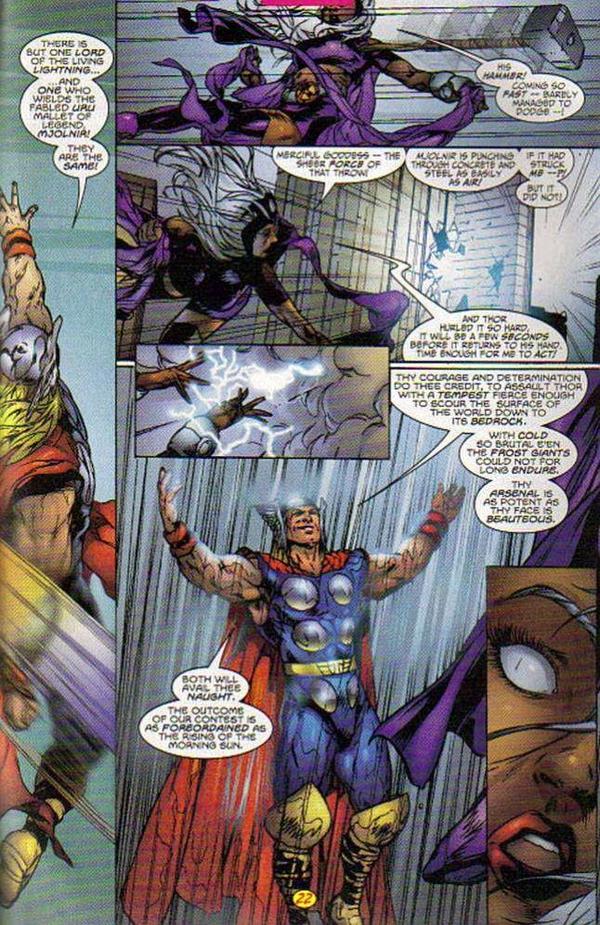 THERE IS
BUT ONE LORD
OF THE LIVING
LIGHTNING...
AND
ONE WHO
WIELDS THE
FABLED URU
MALLET OF
LEGEND,
MJOLNIR!
THEY
ARE THE
SAME!
HIS
HAMMER!
COMING SO
FAST -- BARELY
MANAGED TO
DODGE --!
MERCIFUL GODDESS -- THE
SHEER FORCE OF
THAT THROW!
MJOLNIR IS PUNCHING
THROUGH CONCRETE AND
STEEL AS EASILY
AS AIR!
IF IT HAD
STRUCK
ME --?!
BUT IT
DID NOT!
AND THOR
HURLED IT SO HARD,
IT WILL BE A FEW SECONDS
BEFORE IT RETURNS TO HIS HAND.
TIME ENOUGH FOR ME TO ACT!
THY COURAGE AND DETERMINATION
DO THEE CREDIT, TO ASSAULT THOR
WITH A TEMPEST FIERCE ENOUGH
TO SCOUR THE SURFACE OF
THE WORLD DOWN TO
ITS BEDROCK.
WITH COLD
SO BRUTAL E'EN
THE FROST GIANTS
COULD NOT FOR
LONG ENDURE.
THY
ARSENAL IS
AS POTENT AS
THY FACE IS
BEAUTEOUS.
BOTH WILL
AVAIL THEE
NAUGHT.
THE OUTCOME
OF OUR CONTEST IS
AS FOREORDAINED AS
THE RISING OF THE
MORNING SUN.
22